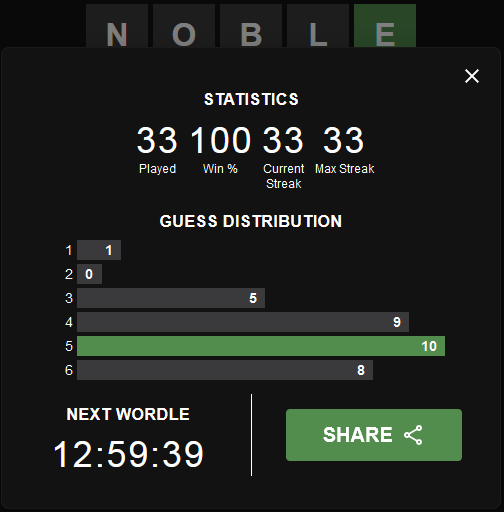 N O B L E
STATISTICS
33 100 33 33
Played Win % Current Streak Max Streak
GUESS DISTRIBUTION
1 1
2 0
3 5
4 9
5 10
6 8
NEXT WORDLE
12:59:39
SHARE